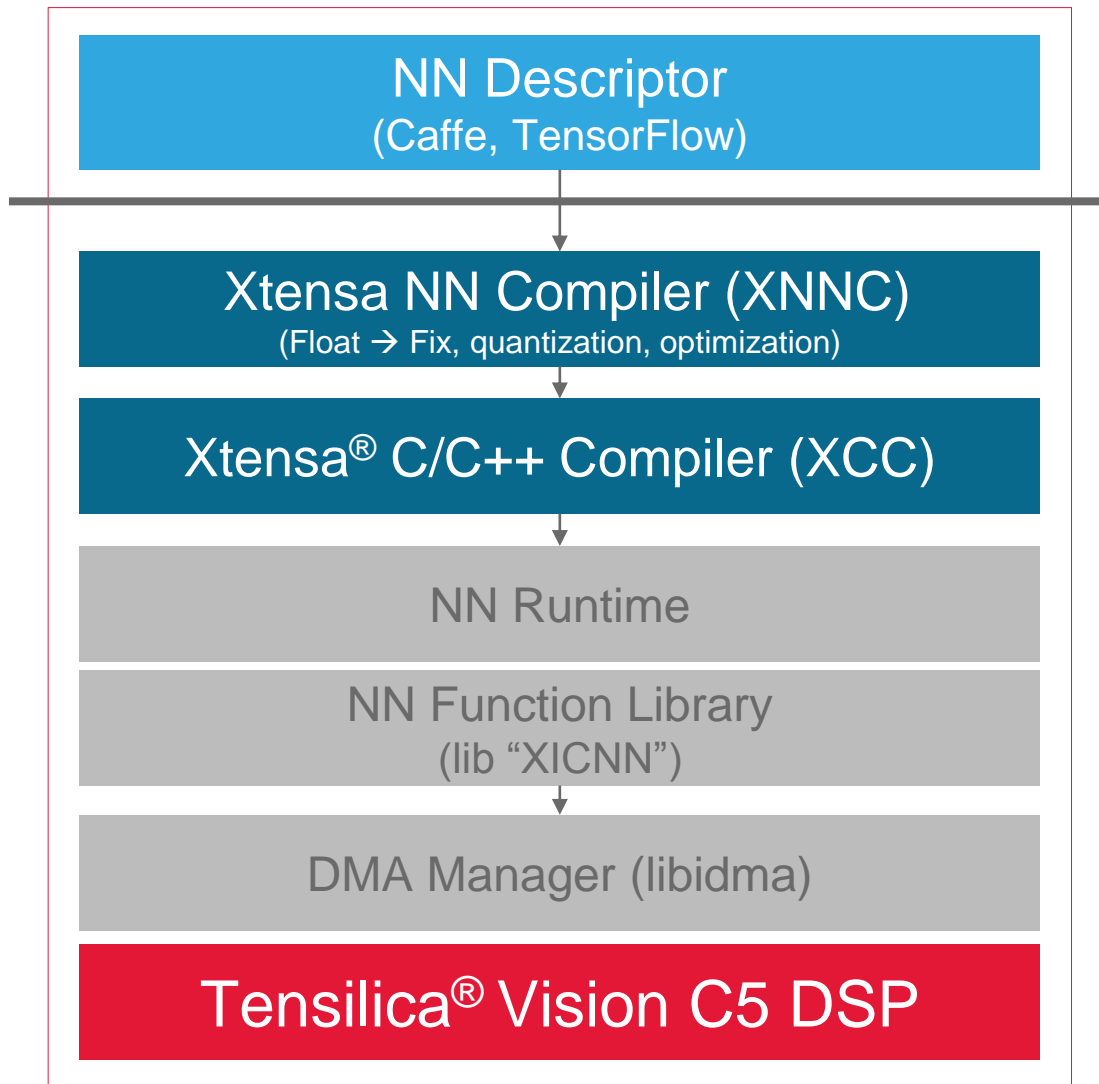 NN Descriptor
(Caffe, TensorFlow)
Xtensa NN Compiler (XNNC)
(Float → Fix, quantization, optimization)
Xtensa® C/C++ Compiler (XCC)
NN Runtime
NN Function Library
(lib “XICNN”)
DMA Manager (libidma)
Tensilica® Vision C5 DSP